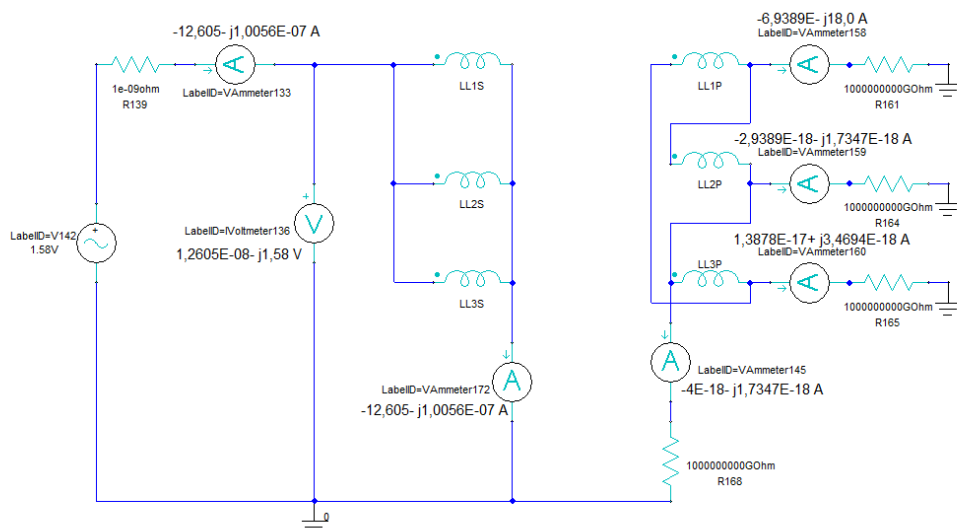 -12,605- j1,0056E-07 A
A
LabelID=VAmmeter133
1e-09ohm
R139
LL1S
-6,9389E- j18,0 A
LabelID=VAmmeter158
A
LL1P
1000000000GOhm
R161
-2,9389E-18- j1,7347E-18 A
LabelID=VAmmeter159
A
LL2S
LL2P
1000000000GOhm
R164
LabelID=V142
1.58V
+
+
V
LabelID=IVoltmeter136
1,2605E-08- j1,58 V
1,3878E-17+ j3,4694E-18 A
LabelID=VAmmeter160
A
LL3S
LL3P
1000000000GOhm
R165
A
LabelID=VAmmeter145
-4E-18- j1,7347E-18 A
LabelID=VAmmeter172
A
-12,605- j1,0056E-07 A
1000000000GOhm
R168
0